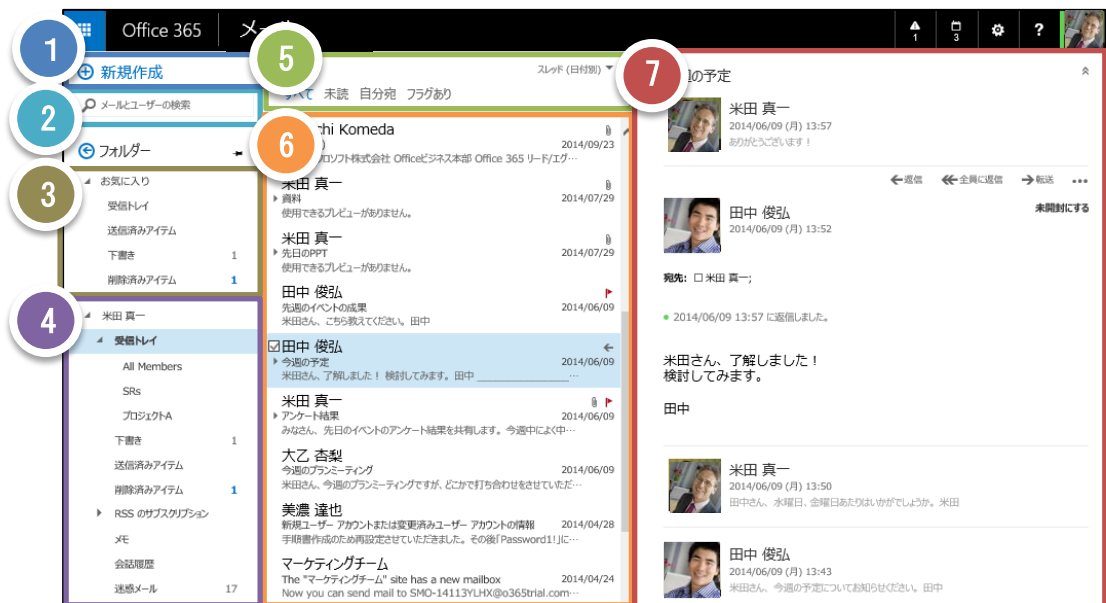 Office 365
メール
1
3
?
1
新規作成
2
メールとユーザーの検索
フォルダー
3
お気に入り
受信トレイ
送信済みアイテム
下書き 1
削除済みアイテム 1
4
米田 真一
受信トレイ
All Members
SRs
プロジェクトA
下書き 1
送信済みアイテム
削除済みアイテム 1
RSS のサブスクリプション
メモ
会話履歴
迷惑メール 17
5
スレッド (日付別)
すべて 未読 自分宛 フラグあり
6
chi Komeda
2014/09/23
ロソフト株式会社 Officeビジネス本部 Office 365 リード/エグ…
米田 真一
資料 2014/07/29
使用できるプレビューがありません。
米田 真一
先日のPPT 2014/07/29
使用できるプレビューがありません。
田中 俊弘
先週のイベントの成果 2014/06/09
米田さん、こちら教えてください。田中
田中 俊弘
今週の予定 2014/06/09
米田さん、了解しました！ 検討してみます。田中 ___________________…
米田 真一
アンケート結果 2014/06/09
みなさん、先日のイベントのアンケート結果を共有します。今週中によく中…
大乙 杏梨
今週のプランミーティング 2014/06/09
米田さん、今週のプランミーティングですが、どこかで打ち合わせをさせていただ…
美濃 達也
新規ユーザー アカウントまたは変更済みユーザー アカウントの情報 2014/04/28
手順書作成のため再設定させていただきました。その後「Password1!」に…
マーケティングチーム
The "マーケティングチーム" site has a new mailbox 2014/04/24
Now you can send mail to SMO-14113YLHX@o365trial.com…
7
週の予定
米田 真一
2014/06/09 (月) 13:57
ありがとうございます！
返信 全員に返信 転送 •••
田中 俊弘 未開封にする
2014/06/09 (月) 13:52
宛先: 米田 真一;
2014/06/09 13:57 に返信しました。
米田さん、了解しました！
検討してみます。
田中
米田 真一
2014/06/09 (月) 13:50
田中さん、水曜日、金曜日あたりはいかがでしょうか。米田
田中 俊弘
2014/06/09 (月) 13:43
米田さん、今週の予定についてお知らせください。田中